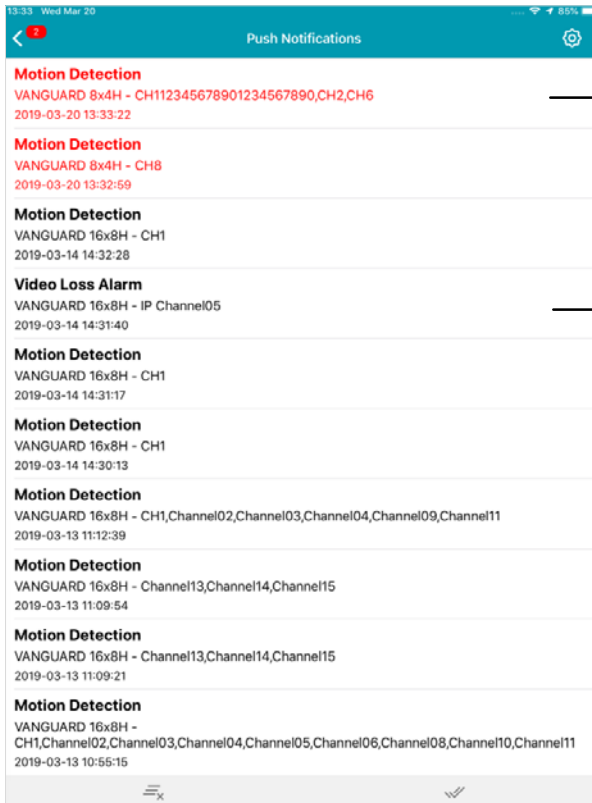 13:33 Wed Mar 20 85%
2
Push Notifications
Motion Detection
VANGUARD 8x4H - CH112345678901234567890,CH2,CH6
2019-03-20 13:33:22
Motion Detection
VANGUARD 8x4H - CH8
2019-03-20 13:32:59
Motion Detection
VANGUARD 16x8H - CH1
2019-03-14 14:32:28
Video Loss Alarm
VANGUARD 16x8H - IP Channel05
2019-03-14 14:31:40
Motion Detection
VANGUARD 16x8H - CH1
2019-03-14 14:31:17
Motion Detection
VANGUARD 16x8H - CH1
2019-03-14 14:30:13
Motion Detection
VANGUARD 16x8H - CH1,Channel02,Channel03,Channel04,Channel09,Channel11
2019-03-13 11:12:39
Motion Detection
VANGUARD 16x8H - Channel13,Channel14,Channel15
2019-03-13 11:09:54
Motion Detection
VANGUARD 16x8H - Channel13,Channel14,Channel15
2019-03-13 11:09:21
Motion Detection
VANGUARD 16x8H -
CH1,Channel02,Channel03,Channel04,Channel05,Channel06,Channel08,Channel10,Channel11
2019-03-13 10:55:15